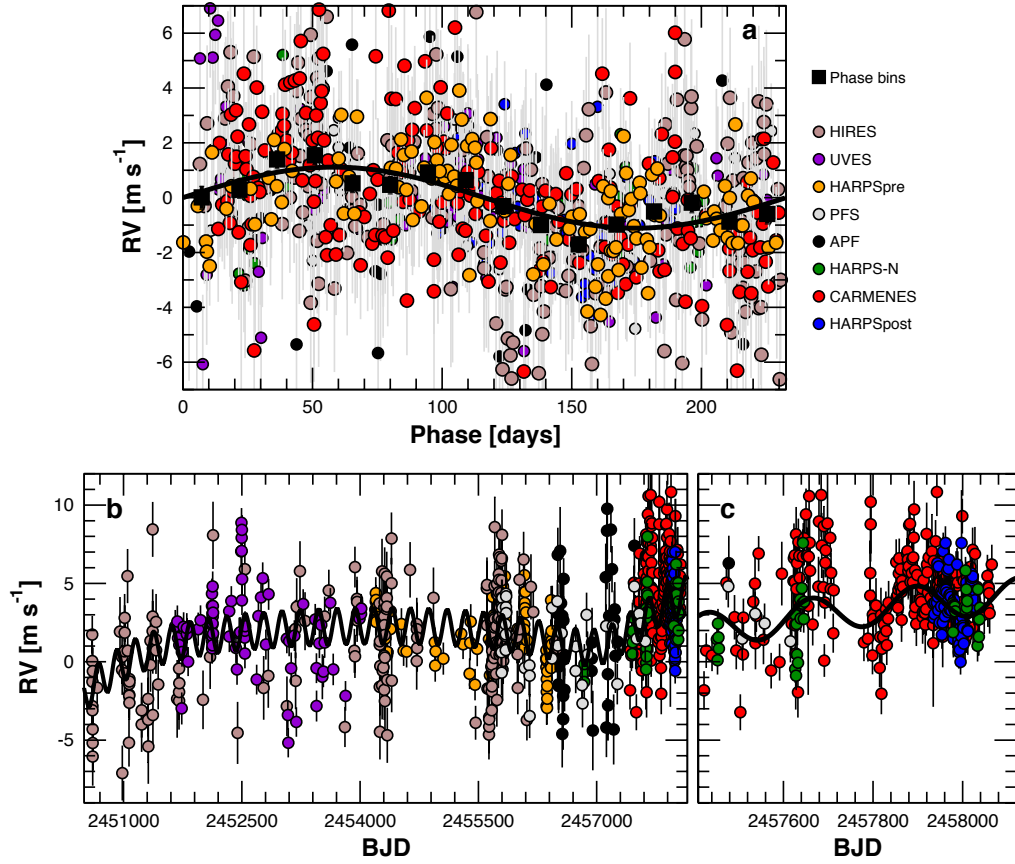 a
6
4
2
0
-2
-4
-6
RV [m s⁻¹]
0 50 100 150 200
Phase [days]
Phase bins
HIRES
UVES
HARPSpre
PFS
APF
HARPS-N
CARMENES
HARPSpost
b c
10
5
0
-5
RV [m s⁻¹]
2451000 2452500 2454000 2455500 2457000 2457600 2457800 2458000
BJD BJD